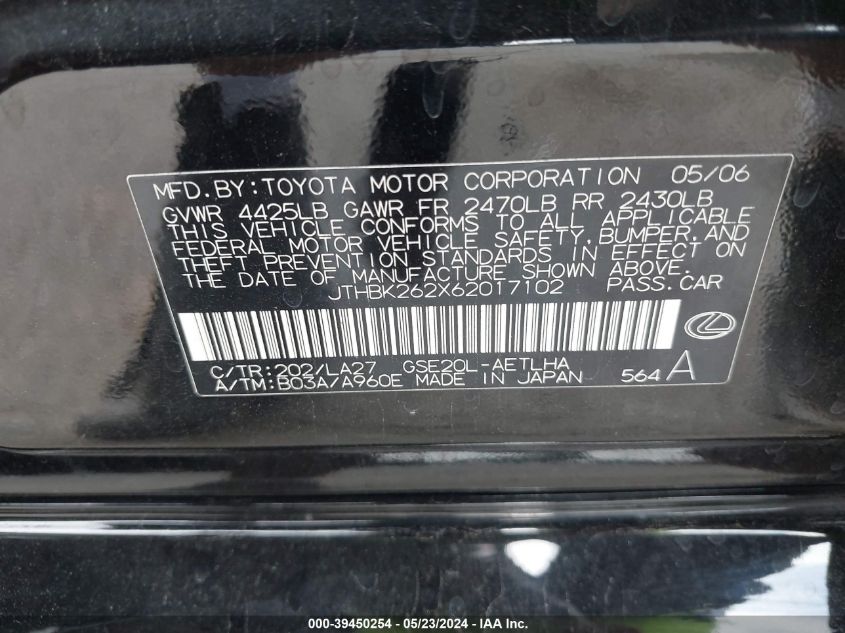 MFD. BY: TOYOTA MOTOR CORPORATION 05/06
GVWR 4425LB GAWR FR 2470LB RR 2430LB
THIS VEHICLE CONFORMS TO ALL APPLICABLE
FEDERAL MOTOR VEHICLE SAFETY, BUMPER, AND
THEFT PREVENTION STANDARDS IN EFFECT ON
THE DATE OF MANUFACTURE SHOWN ABOVE.
JTHBK262X62017102 PASS. CAR
C/TR: 202/LA27 GSE20L-AETLHA
A/TM: B03A/A960E MADE IN JAPAN 564 A
000-39450254 - 05/23/2024 - IAA Inc.